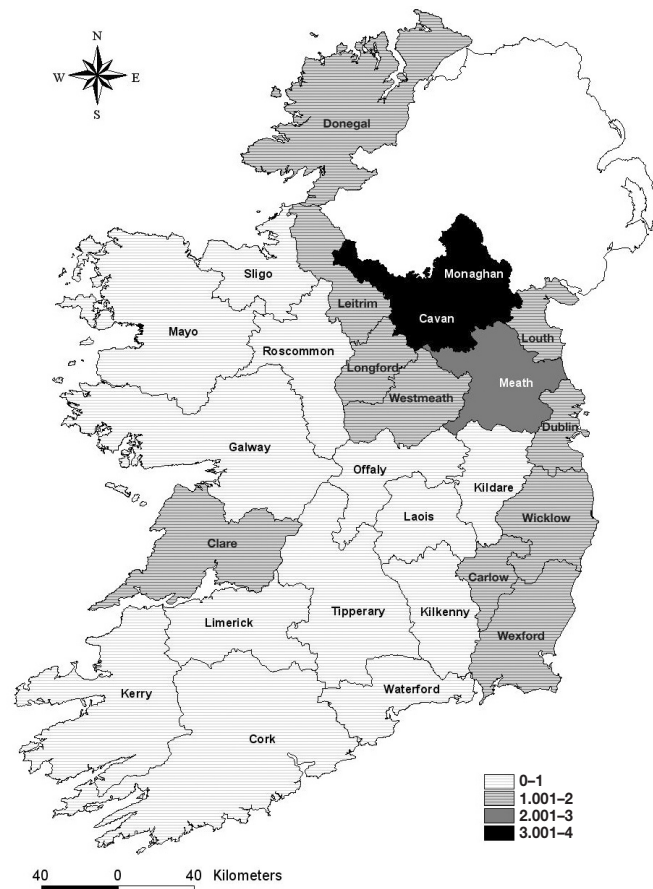 N
W E
S
Donegal
Monaghan
Sligo
Leitrim
Cavan
Mayo
Louth
Roscommon
Longford
Meath
Westmeath
Dublin
Galway
Offaly
Kildare
Laois
Wicklow
Clare
Carlow
Tipperary
Kilkenny
Limerick
Wexford
Waterford
Kerry
Cork
0–1
1.001–2
2.001–3
3.001–4
40 0 40 Kilometers